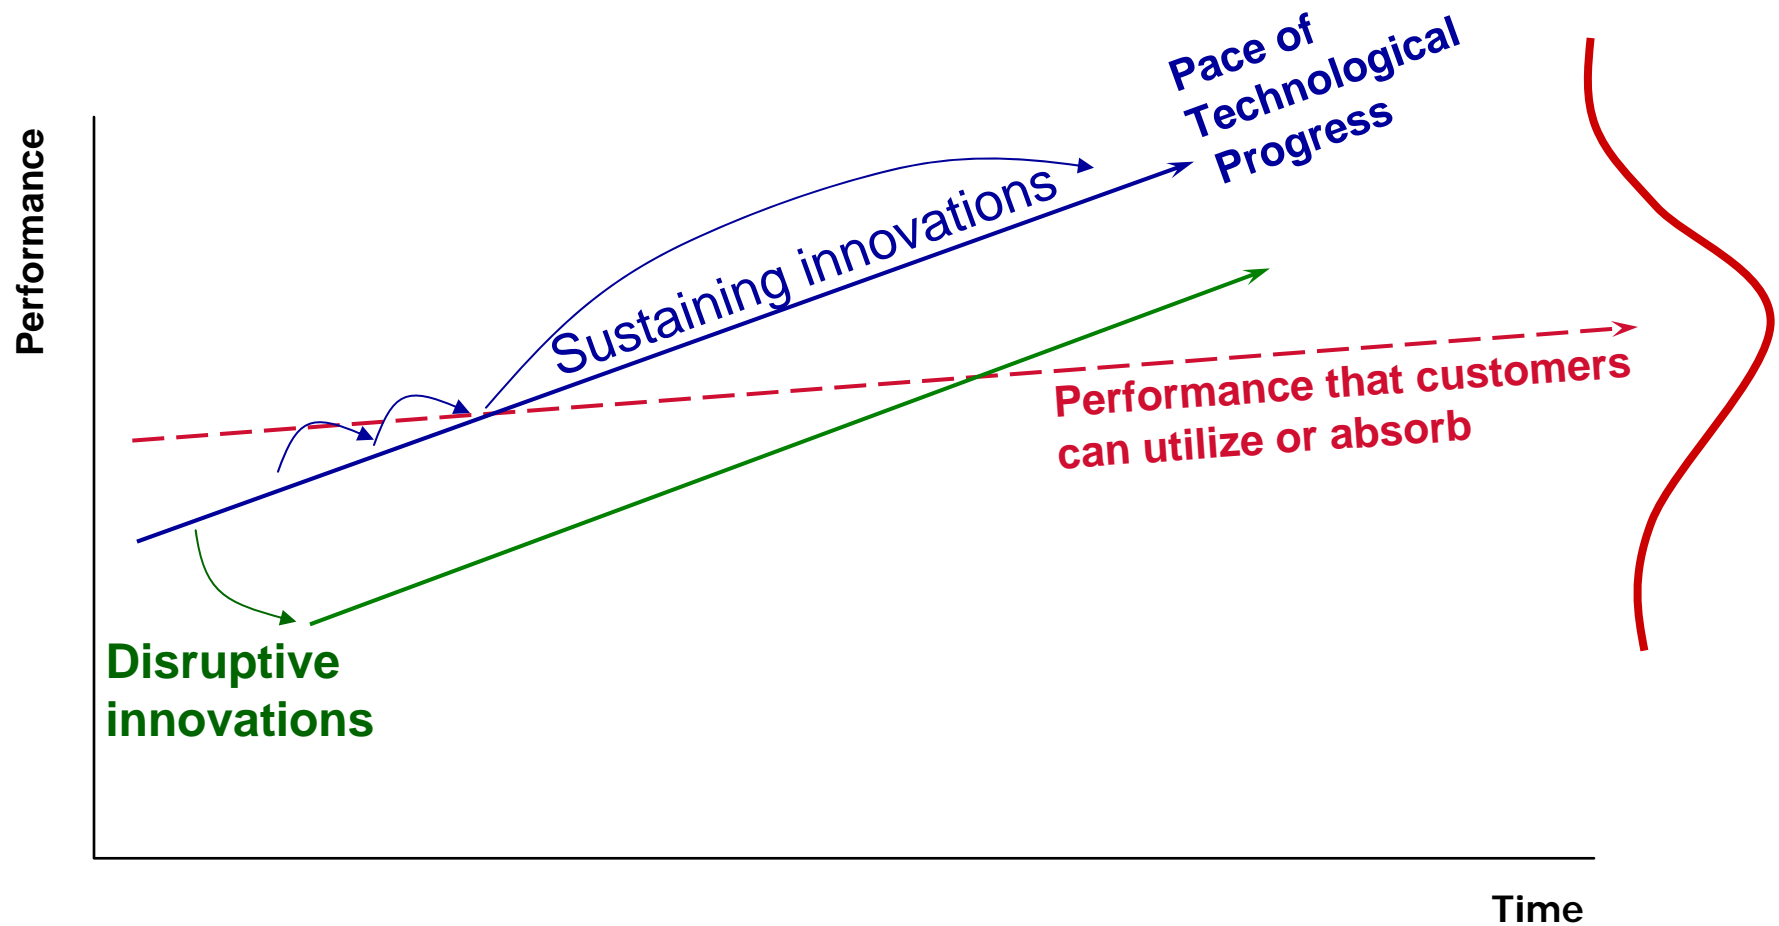 Pace of
Technological
Progress
Performance
Sustaining innovations
Performance that customers
can utilize or absorb
Disruptive
innovations
Time